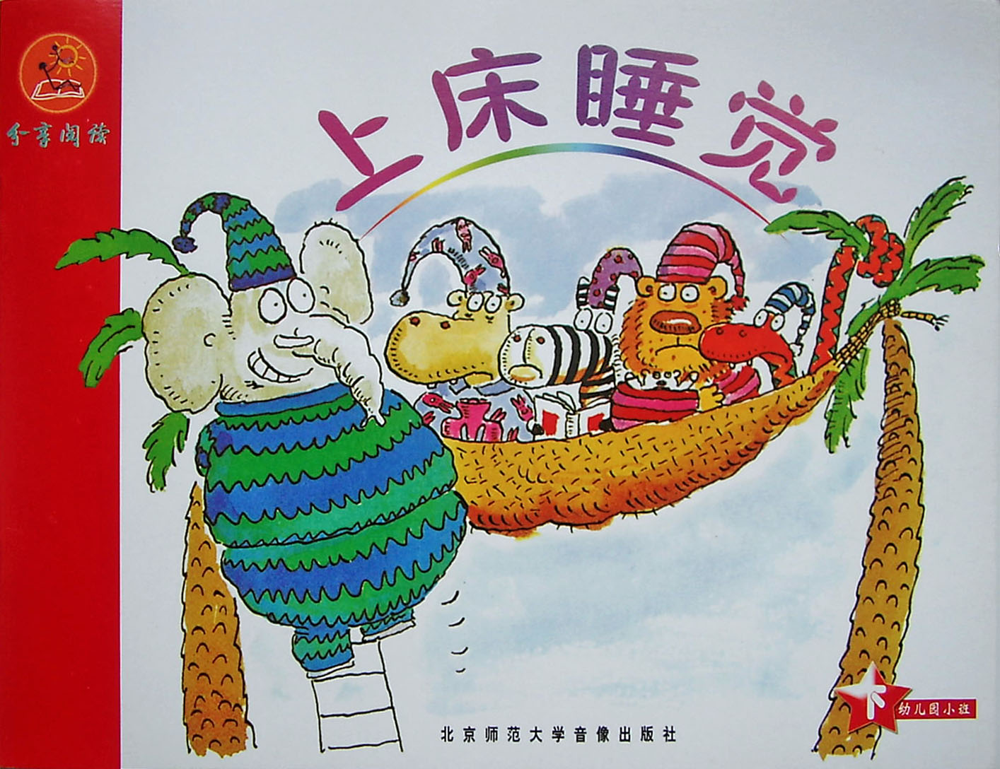 分享阅读
上床睡觉
下
幼儿园小班
北京师范大学音像出版社